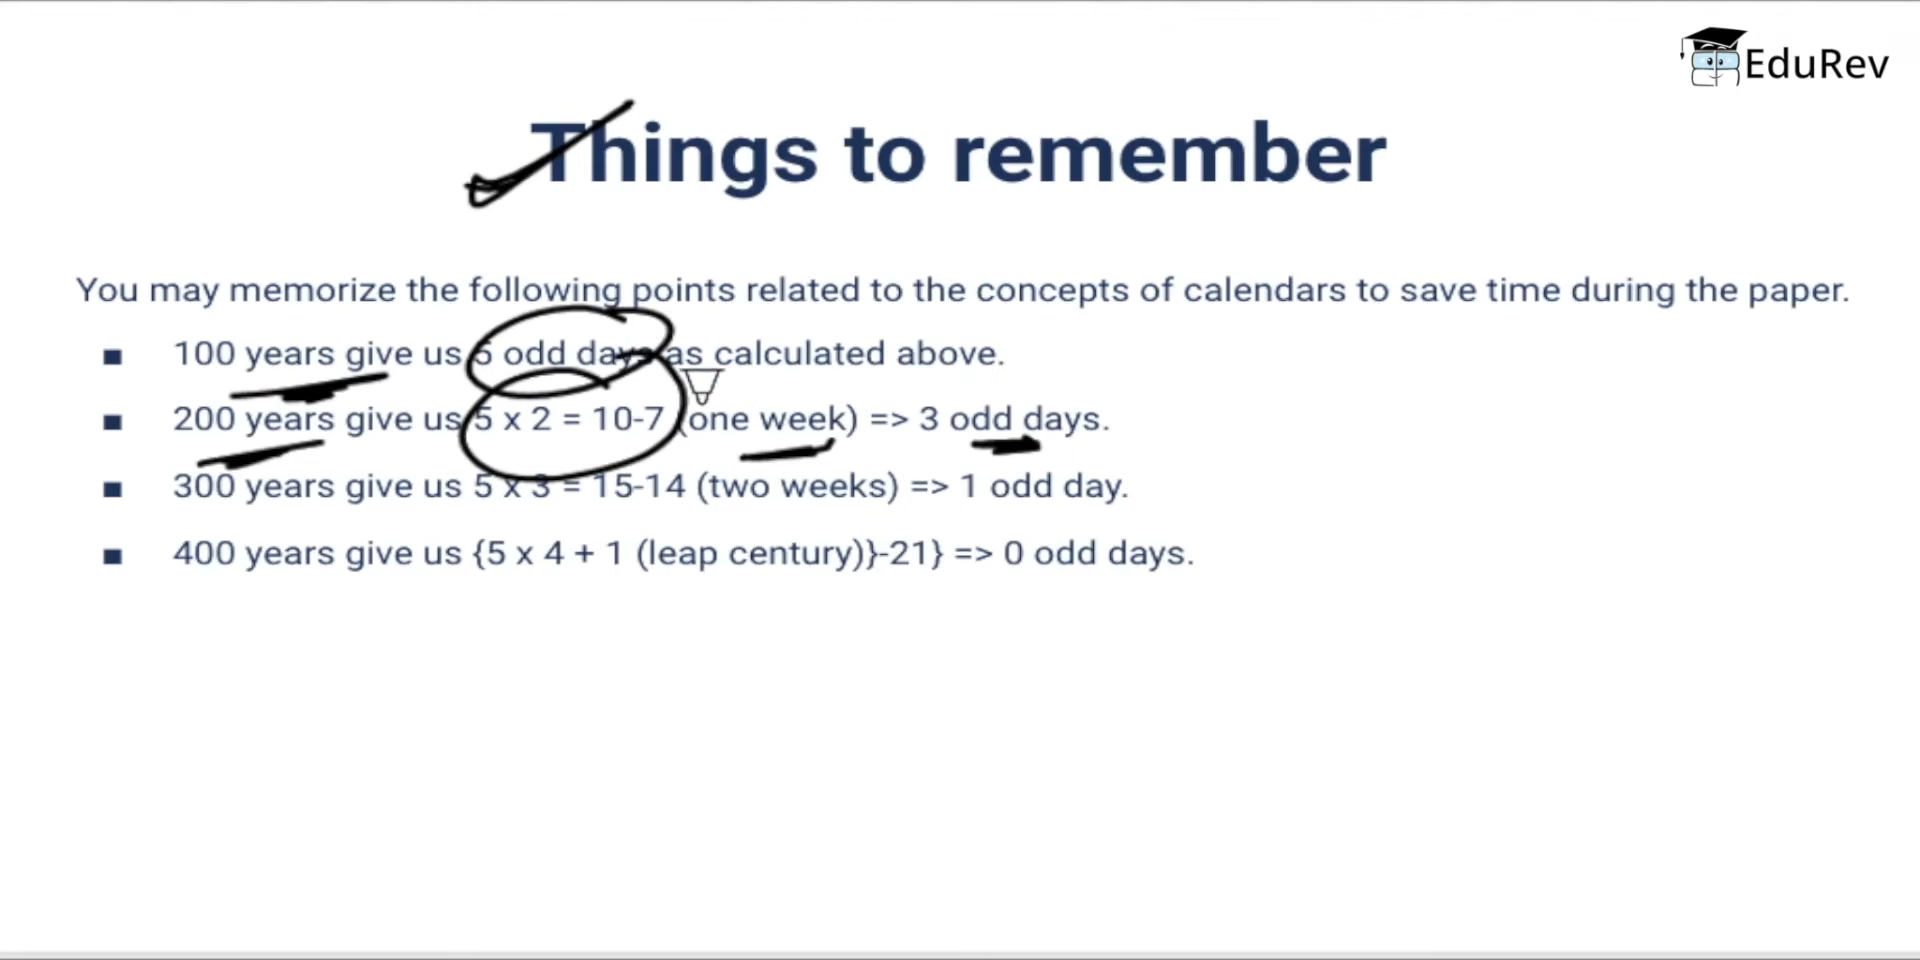 EduRev
Things to remember
You may memorize the following points related to the concepts of calendars to save time during the paper.
■ 100 years give us 5 odd days as calculated above.
■ 200 years give us 5 x 2 = 10-7 (one week) => 3 odd days.
■ 300 years give us 5 x 3 = 15-14 (two weeks) => 1 odd day.
■ 400 years give us {5 x 4 + 1 (leap century)}-21} => 0 odd days.